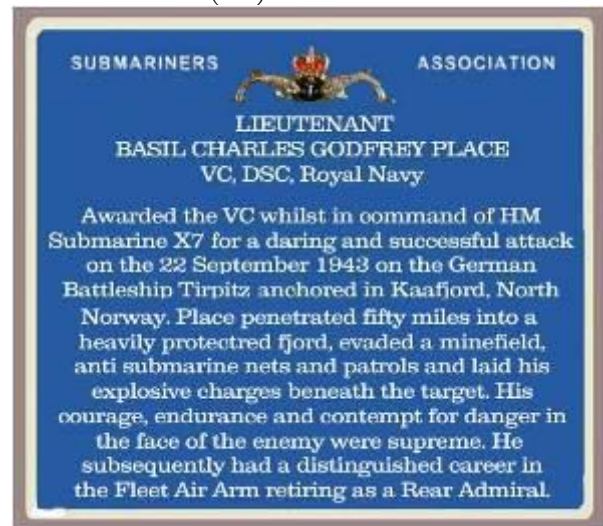 SUBMARINERS ASSOCIATION
LIEUTENANT
BASIL CHARLES GODFREY PLACE
VC, DSC, Royal Navy
Awarded the VC whilst in command of HM
Submarine X7 for a daring and successful attack
on the 22 September 1943 on the German
Battleship Tirpitz anchored in Kaafjord, North
Norway. Place penetrated fifty miles into a
heavily protectred fjord, evaded a minefield,
anti submarine nets and patrols and laid his
explosive charges beneath the target. His
courage, endurance and contempt for danger in
the face of the enemy were supreme. He
subsequently had a distinguished career in
the Fleet Air Arm retiring as a Rear Admiral.